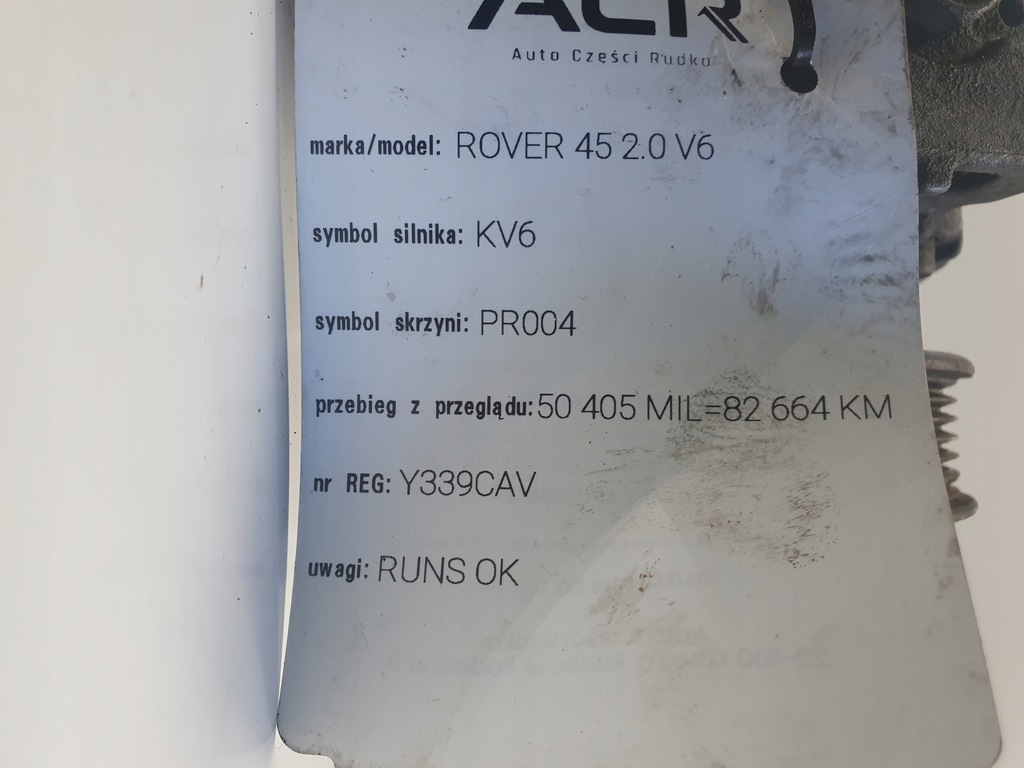 ACR
Auto Części Rudka
marka/model: ROVER 45 2.0 V6
symbol silnika: KV6
symbol skrzyni: PR004
przebieg z przeglądu: 50 405 MIL=82 664 KM
nr REG: Y339CAV
uwagi: RUNS OK